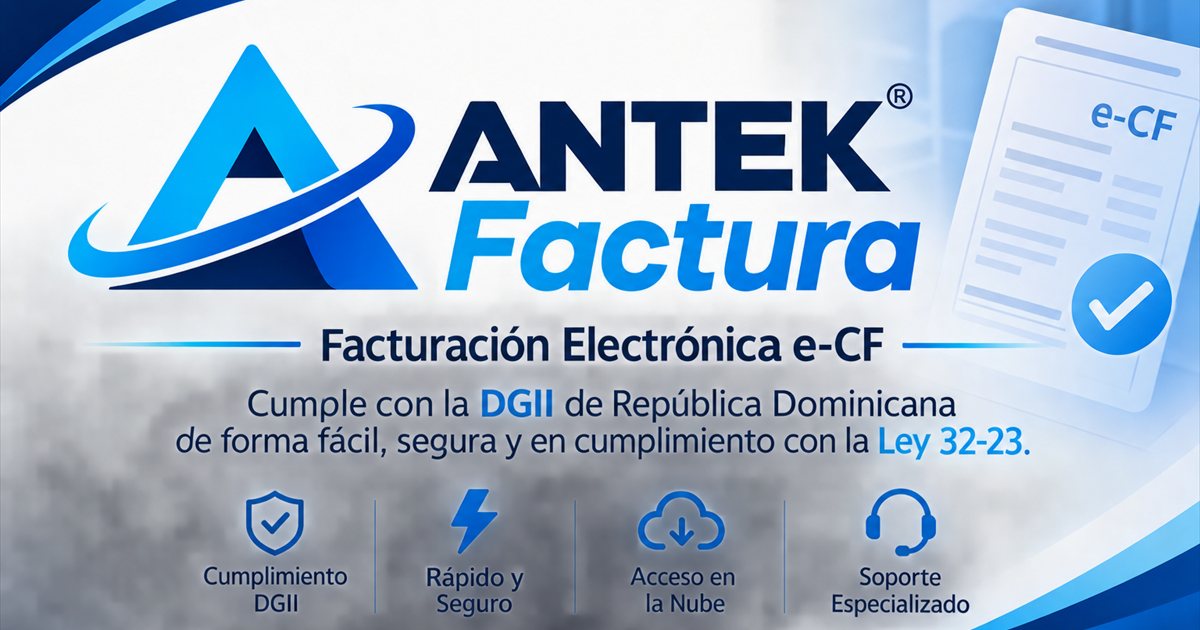 ANTEK®
Factura
e-CF
Facturación Electrónica e-CF
Cumple con la DGII de República Dominicana
de forma fácil, segura y en cumplimiento con la Ley 32-23.
Cumplimiento
DGII
Rápido y
Seguro
Acceso en
la Nube
Soporte
Especializado